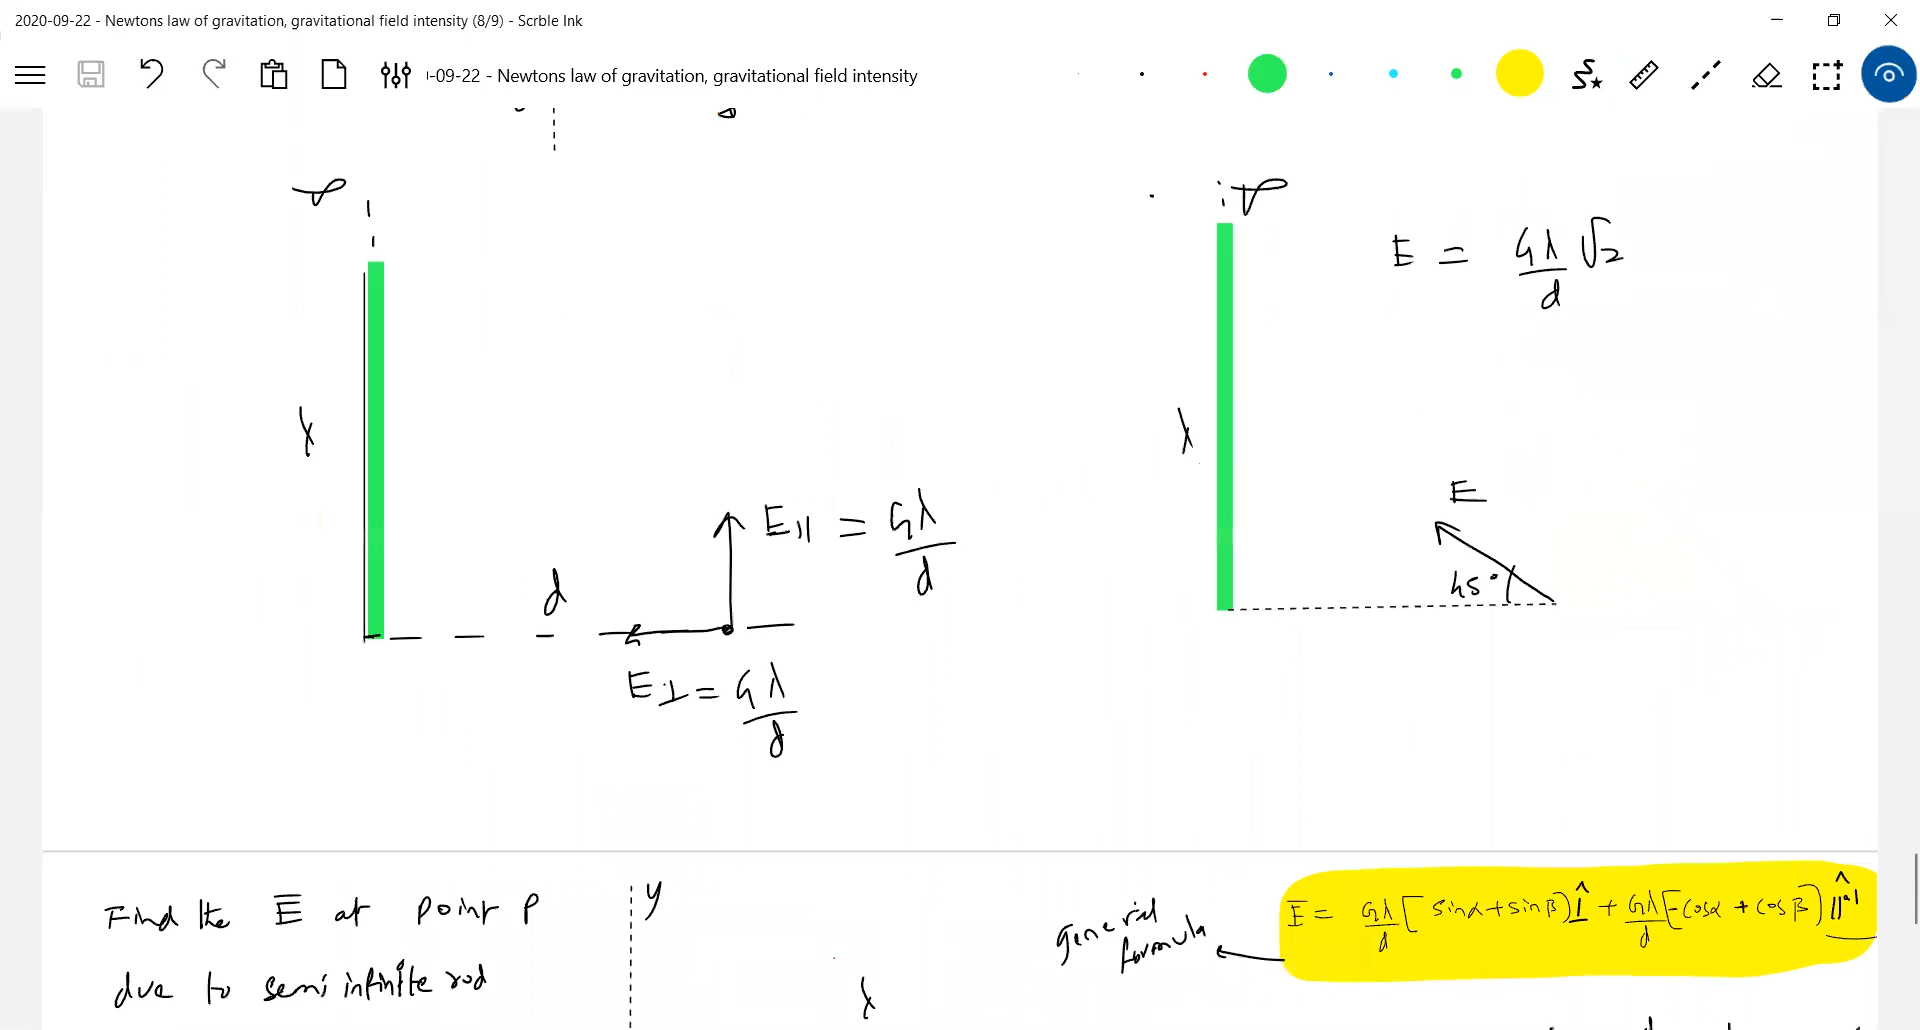 2020-09-22 - Newtons law of gravitation, gravitational field intensity (8/9) - Scrble Ink
-09-22 - Newtons law of gravitation, gravitational field intensity
E = Gλ/d √2
λ
λ
E
45°
E∥ = Gλ/d
d
E⊥ = Gλ/d
Find the E̅ at point P
due to semi infinite rod
y
λ
general
formula
E̅ = Gλ/d [sinα + sinβ) ⊥̂ + Gλ/d [-cosα + cosβ) ∥̂ᵉˡ